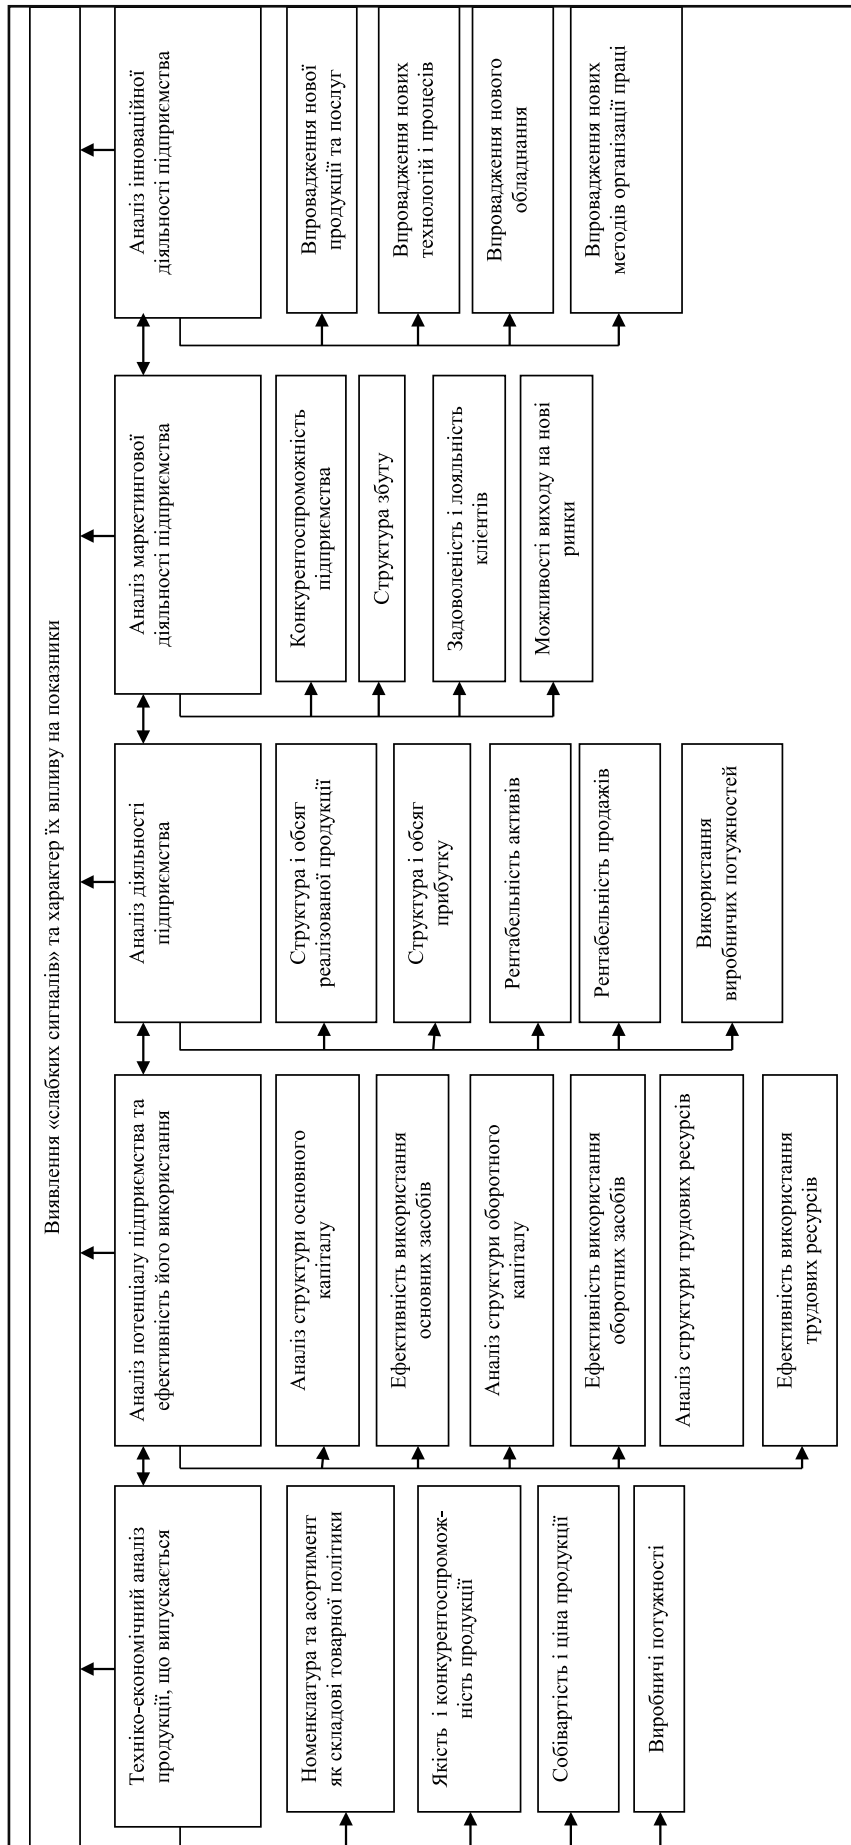 Виявлення «слабких сигналів» та характер їх впливу на показники
Техніко-економічний аналіз
продукції, що випускається
Номенклатура та асортимент
як складові товарної політики
Якість і конкурентоспромож-
ність продукції
Собівартість і ціна продукції
Виробничі потужності
Аналіз потенціалу підприємства та
ефективність його використання
Аналіз структури основного
капіталу
Ефективність використання
основних засобів
Аналіз структури оборотного
капіталу
Ефективність використання
оборотних засобів
Аналіз структури трудових ресурсів
Ефективність використання
трудових ресурсів
Аналіз діяльності
підприємства
Структура і обсяг
реалізованої продукції
Структура і обсяг
прибутку
Рентабельність активів
Рентабельність продажів
Використання
виробничих потужностей
Аналіз маркетингової
діяльності підприємства
Конкурентоспроможність
підприємства
Структура збуту
Задоволеність і лояльність
клієнтів
Можливості виходу на нові
ринки
Аналіз інноваційної
діяльності підприємства
Впровадження нової
продукції та послуг
Впровадження нових
технологій і процесів
Впровадження нового
обладнання
Впровадження нових
методів організації праці